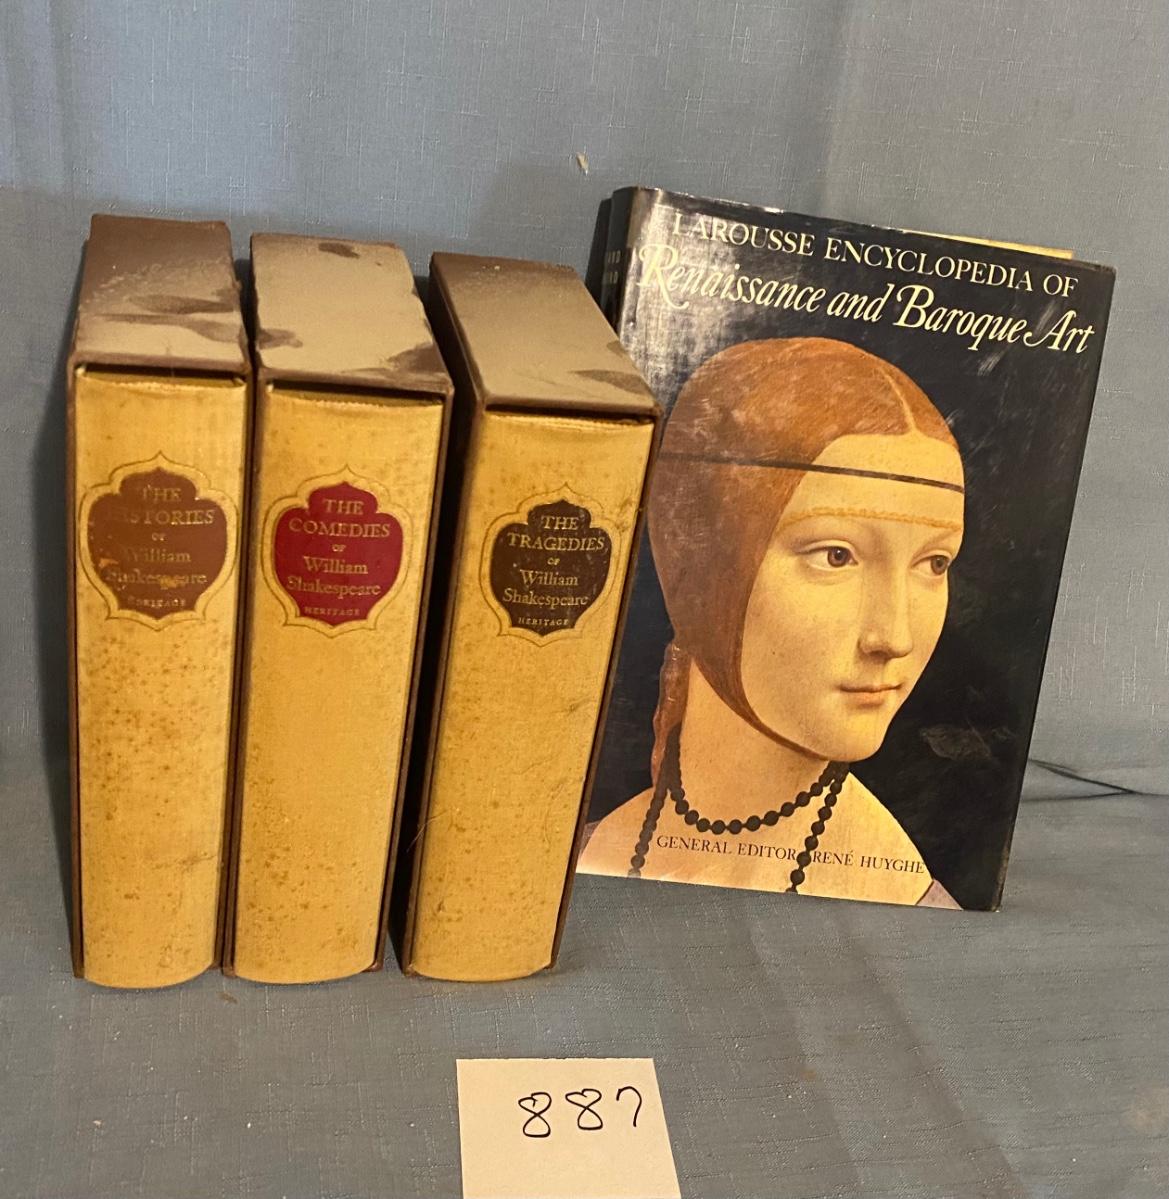 THE
HISTORIES
OF
William
Shakespeare
HERITAGE
THE
COMEDIES
OF
William
Shakespeare
HERITAGE
THE
TRAGEDIES
OF
William
Shakespeare
HERITAGE
LAROUSSE ENCYCLOPEDIA OF
Renaissance and Baroque Art
GENERAL EDITOR RENÉ HUYGHE
887